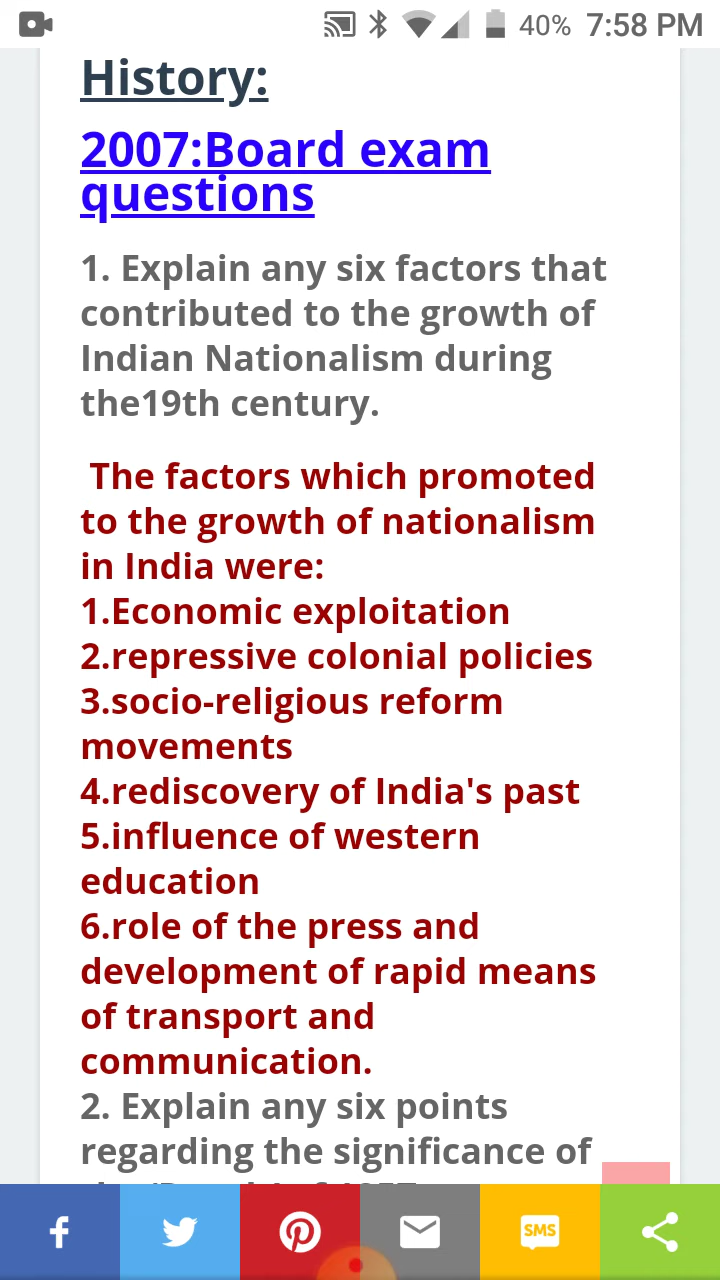 40% 7:58 PM
History:
2007:Board exam
questions
1. Explain any six factors that
contributed to the growth of
Indian Nationalism during
the19th century.
The factors which promoted
to the growth of nationalism
in India were:
1.Economic exploitation
2.repressive colonial policies
3.socio-religious reform
movements
4.rediscovery of India's past
5.influence of western
education
6.role of the press and
development of rapid means
of transport and
communication.
2. Explain any six points
regarding the significance of
SMS